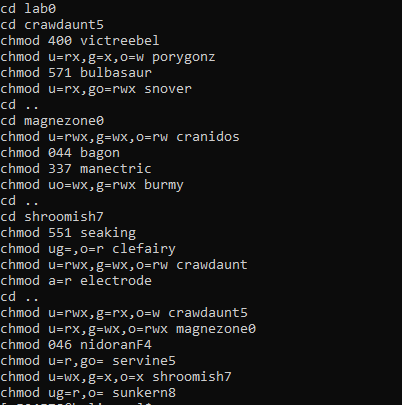 cd lab0
cd crawdaunt5
chmod 400 victreebel
chmod u=rx,g=x,o=w porygonz
chmod 571 bulbasaur
chmod u=rx,go=rwx snover
cd ..
cd magnezone0
chmod u=rwx,g=wx,o=rw cranidos
chmod 044 bagon
chmod 337 manectric
chmod uo=wx,g=rwx burmy
cd ..
cd shroomish7
chmod 551 seaking
chmod ug=,o=r clefairy
chmod u=rwx,g=wx,o=rw crawdaunt
chmod a=r electrode
cd ..
chmod u=rwx,g=rx,o=w crawdaunt5
chmod u=rx,g=wx,o=rwx magnezone0
chmod 046 nidoranF4
chmod u=r,go= servine5
chmod u=wx,g=x,o=x shroomish7
chmod ug=r,o= sunkern8